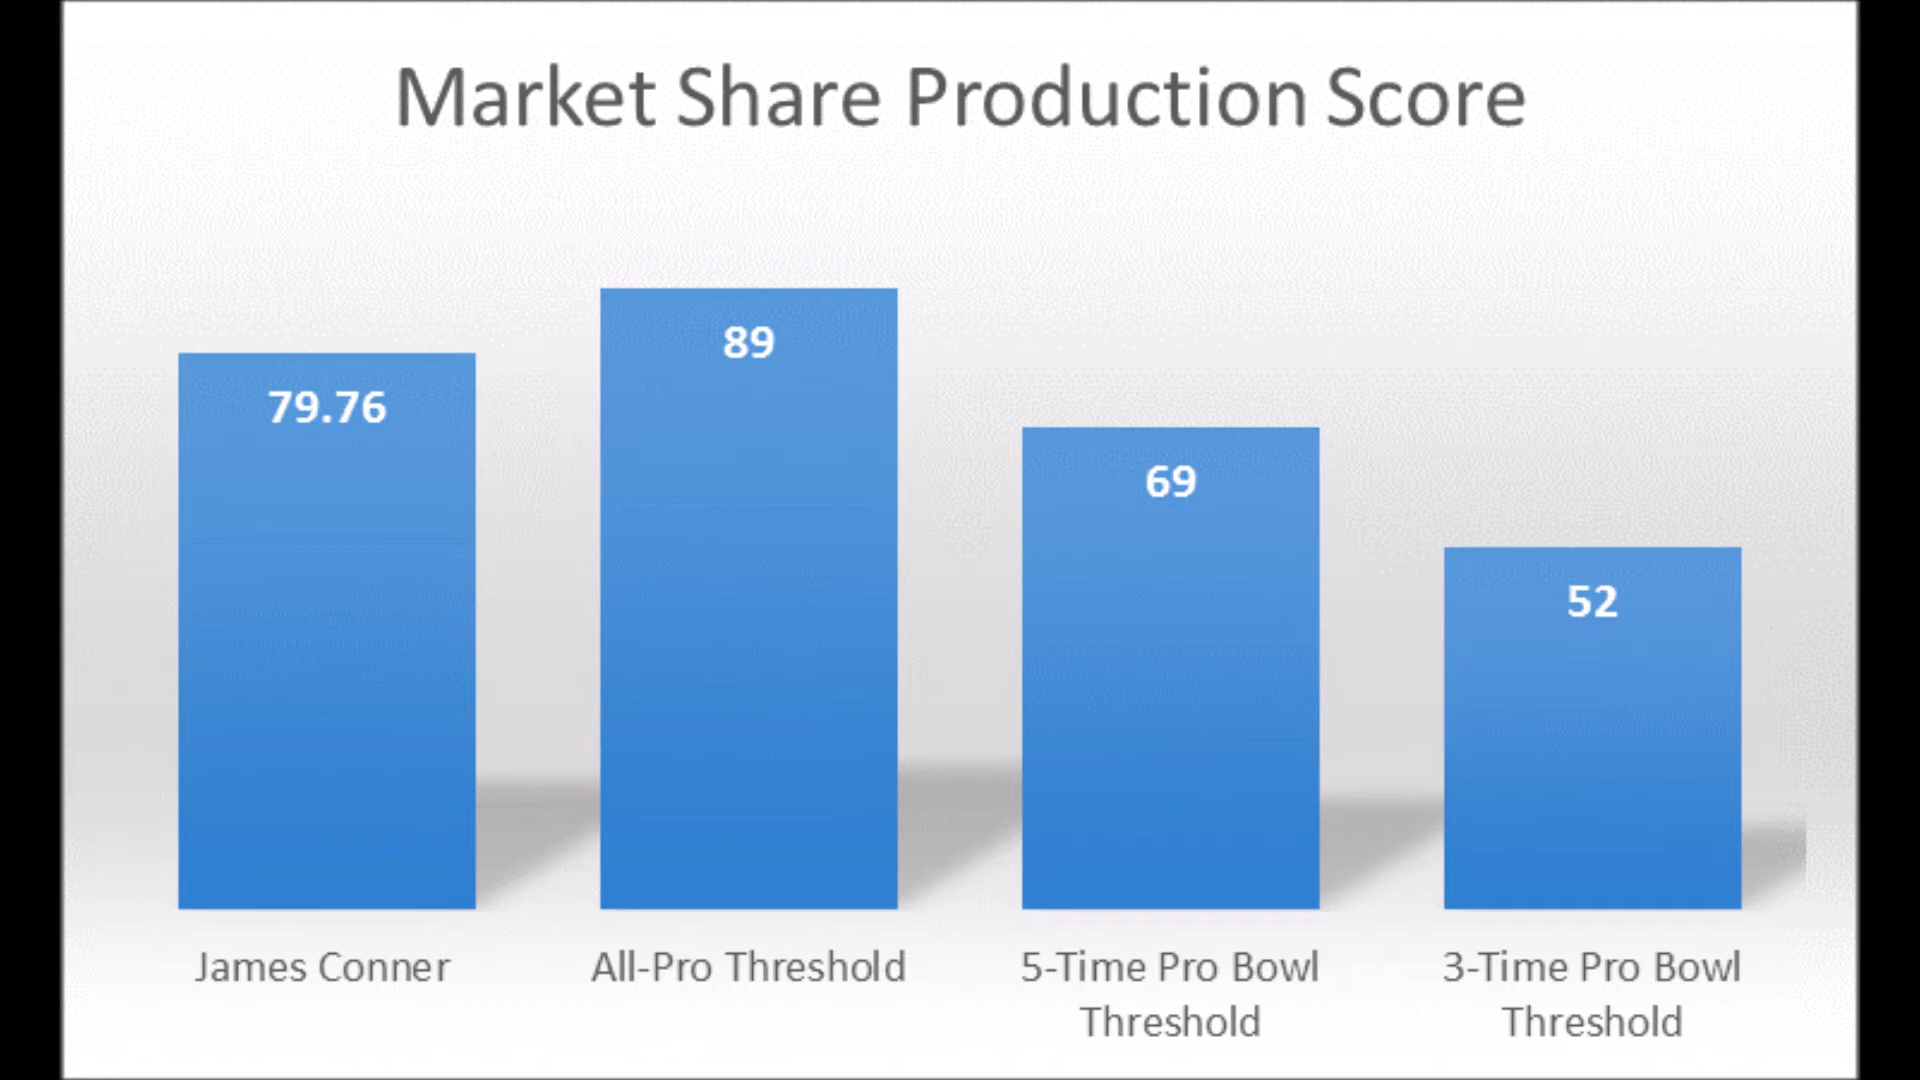 Market Share Production Score
79.76
89
69
52
James Conner
All-Pro Threshold
5-Time Pro Bowl
Threshold
3-Time Pro Bowl
Threshold